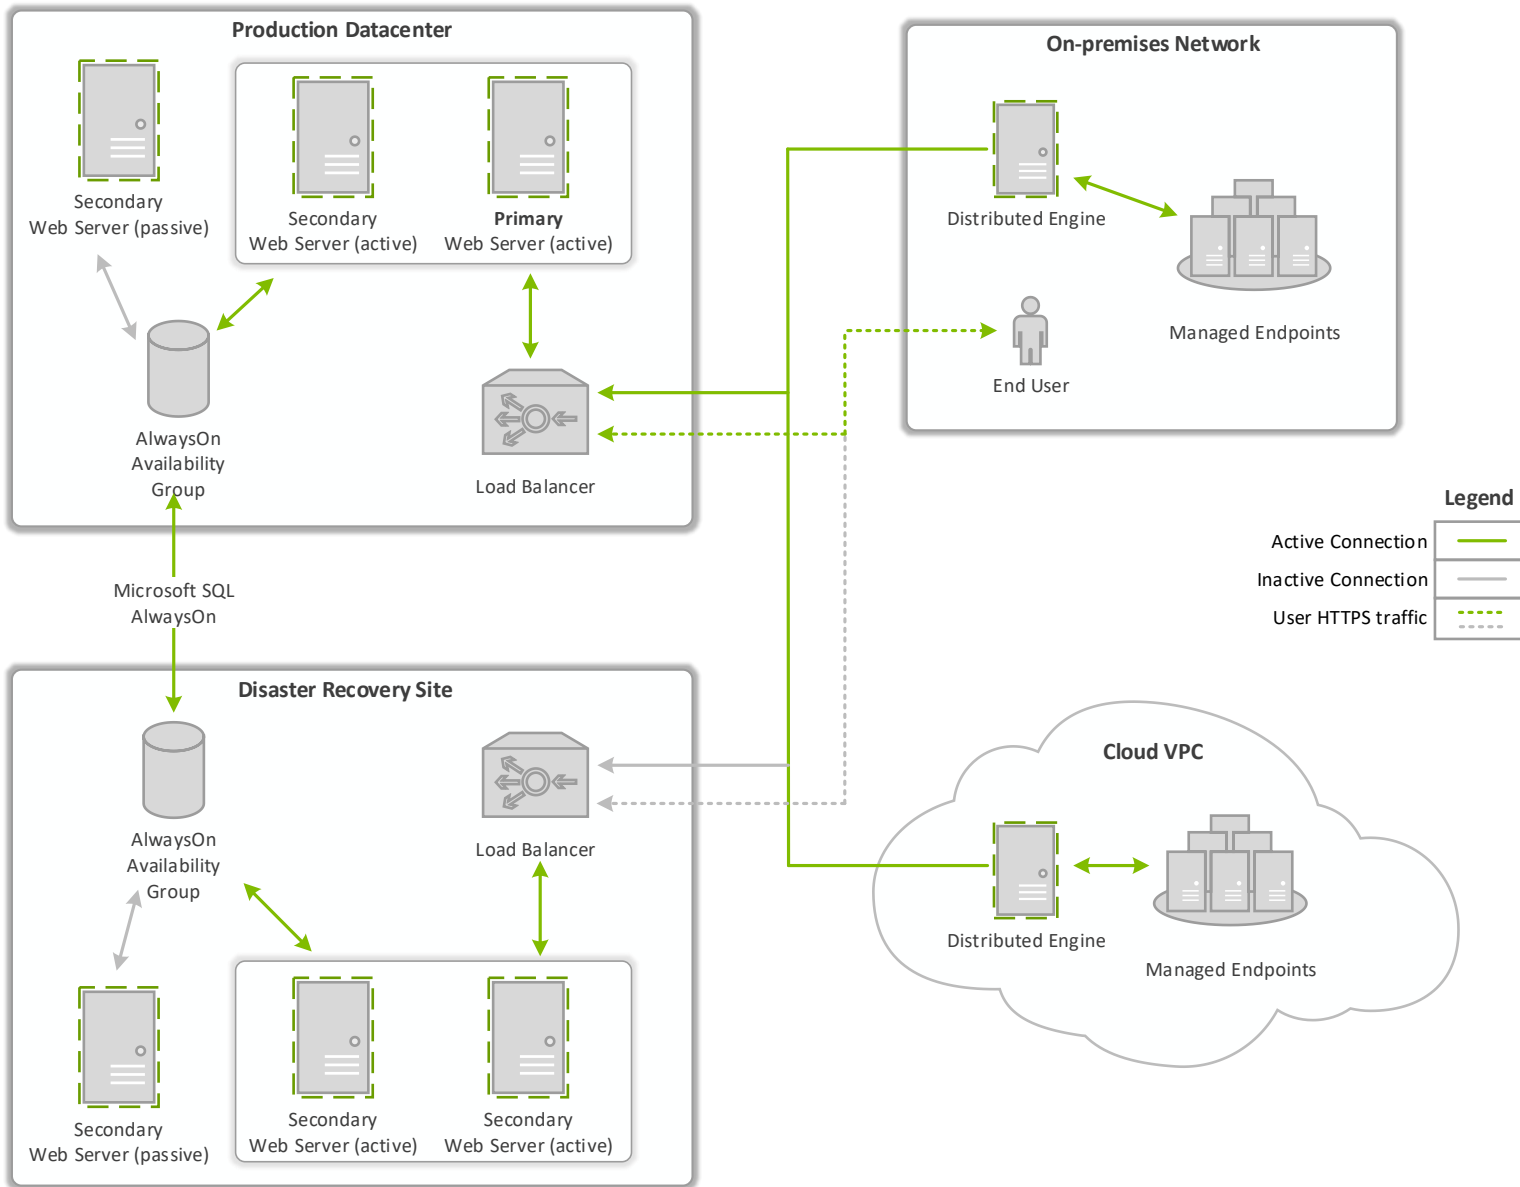 Production Datacenter
Secondary
Web Server (passive)
Secondary
Web Server (active)
Primary
Web Server (active)
AlwaysOn
Availability
Group
Load Balancer
On-premises Network
Distributed Engine
Managed Endpoints
End User
Legend
Active Connection
Inactive Connection
User HTTPS traffic
Microsoft SQL
AlwaysOn
Disaster Recovery Site
AlwaysOn
Availability
Group
Load Balancer
Secondary
Web Server (passive)
Secondary
Web Server (active)
Secondary
Web Server (active)
Cloud VPC
Distributed Engine
Managed Endpoints